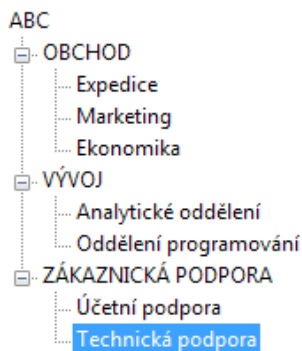 ABC
OBCHOD
Expedice
Marketing
Ekonomika
VÝVOJ
Analytické oddělení
Oddělení programování
ZÁKAZNICKÁ PODPORA
Účetní podpora
Technická podpora